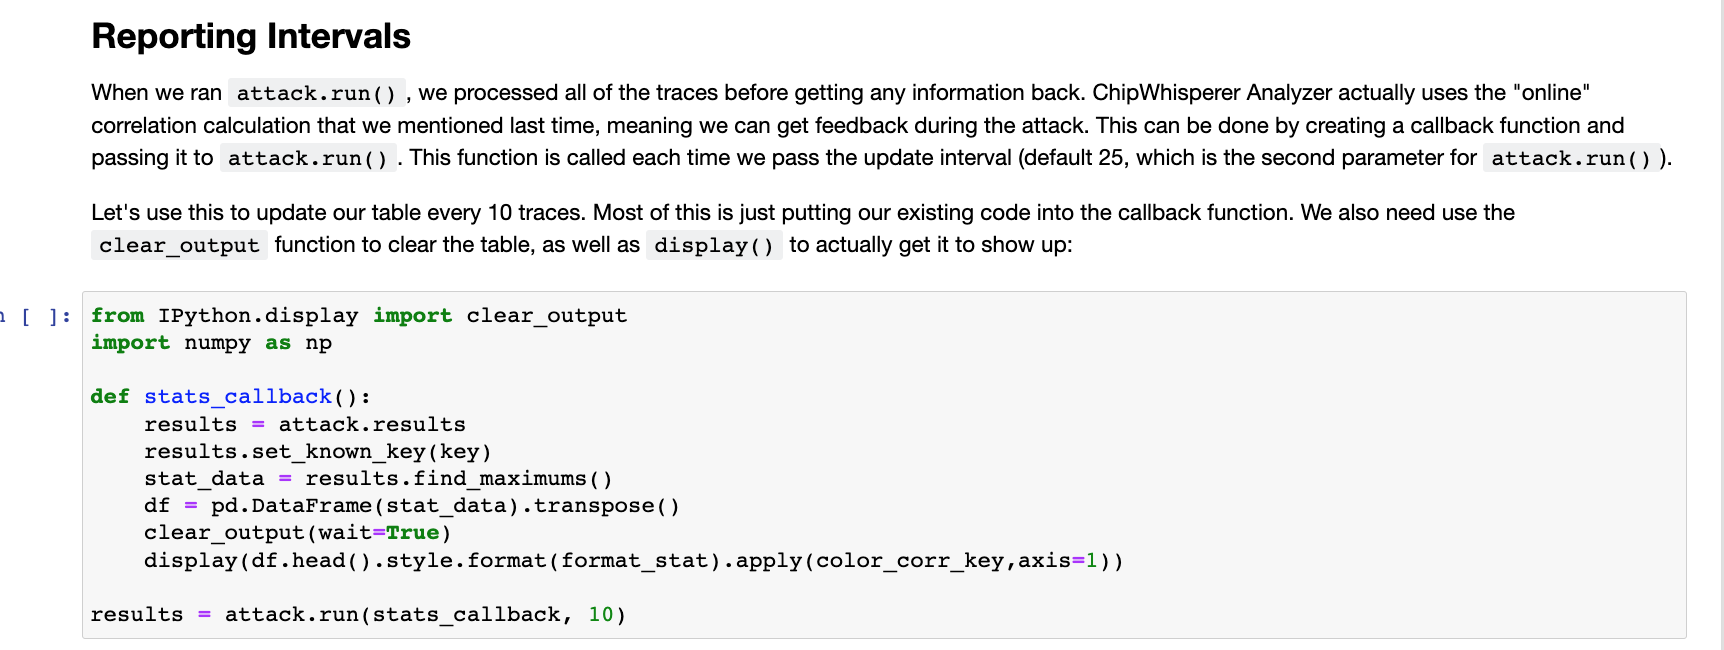 Reporting Intervals
When we ran attack.run() , we processed all of the traces before getting any information back. ChipWhisperer Analyzer actually uses the "online"
correlation calculation that we mentioned last time, meaning we can get feedback during the attack. This can be done by creating a callback function and
passing it to attack.run() . This function is called each time we pass the update interval (default 25, which is the second parameter for attack.run() ).
Let's use this to update our table every 10 traces. Most of this is just putting our existing code into the callback function. We also need use the
clear_output function to clear the table, as well as display() to actually get it to show up:
n [ ]:
from IPython.display import clear_output
import numpy as np
def stats_callback():
    results = attack.results
    results.set_known_key(key)
    stat_data = results.find_maximums()
    df = pd.DataFrame(stat_data).transpose()
    clear_output(wait=True)
    display(df.head().style.format(format_stat).apply(color_corr_key,axis=1))
results = attack.run(stats_callback, 10)